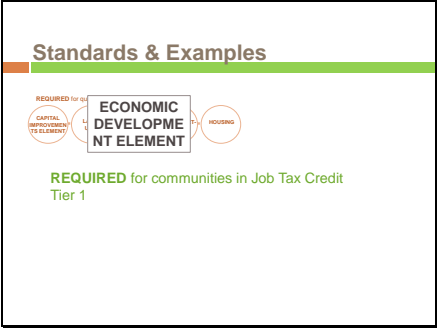 Standards & Examples
REQUIRED for qu
CAPITAL
IMPROVEMEN
TS ELEMENT
ECONOMIC
DEVELOPME
NT ELEMENT
HOUSING
REQUIRED for communities in Job Tax Credit
Tier 1